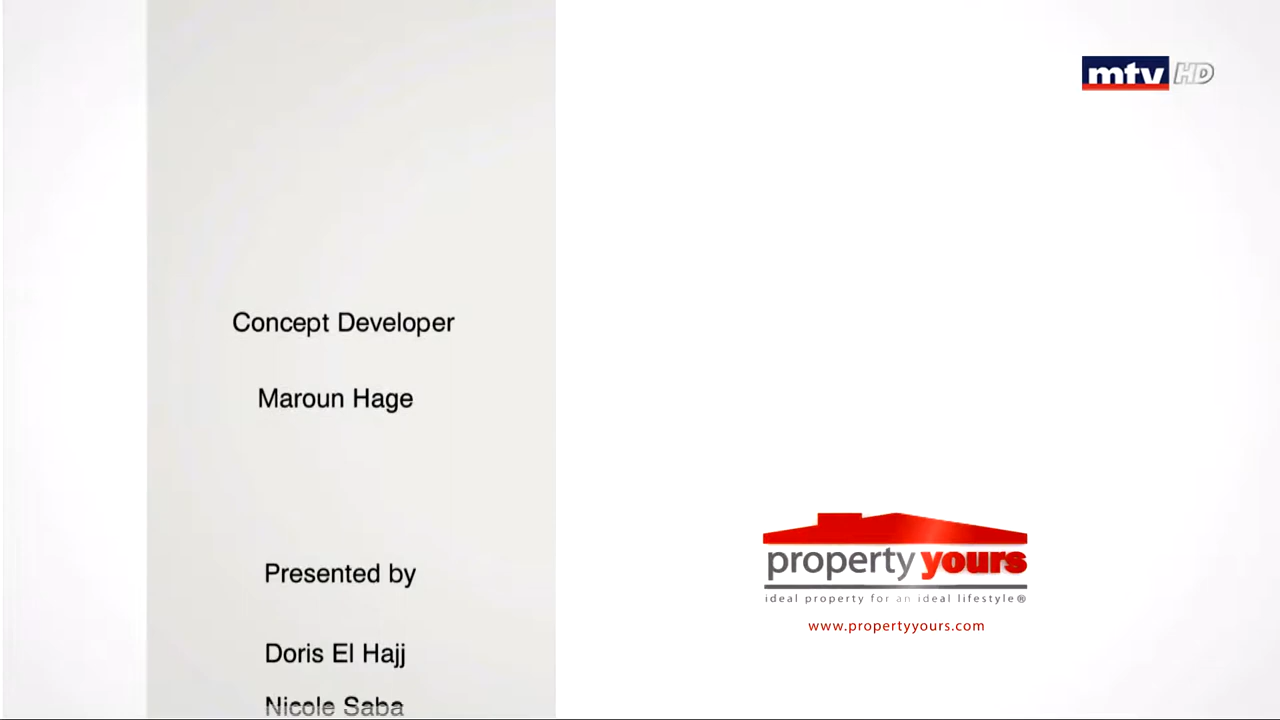 mtv HD
Concept Developer
Maroun Hage
Presented by
Doris El Hajj
Nicole Saba
property yours
ideal property for an ideal lifestyle®
www.propertyyours.com